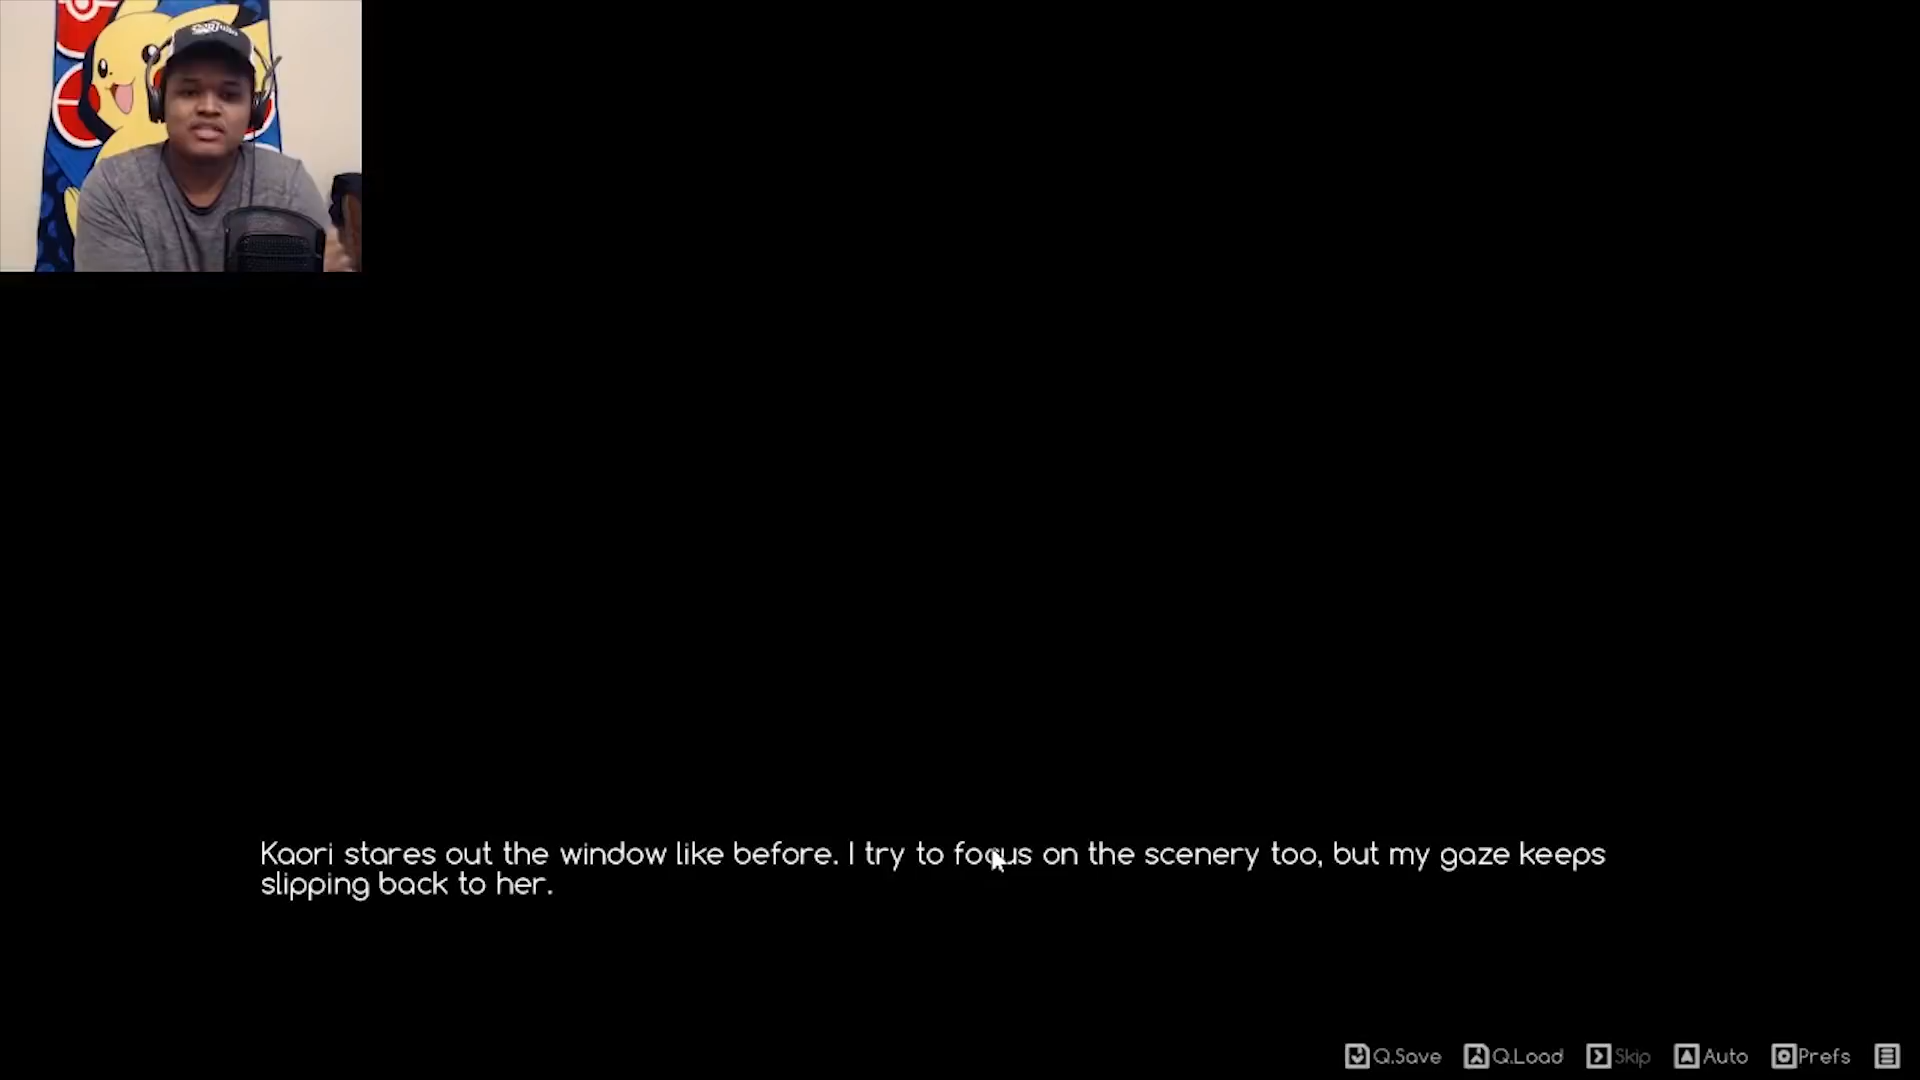 Kaori stares out the window like before. I try to focus on the scenery too, but my gaze keeps
slipping back to her.
Q.Save Q.Load Skip Auto Prefs